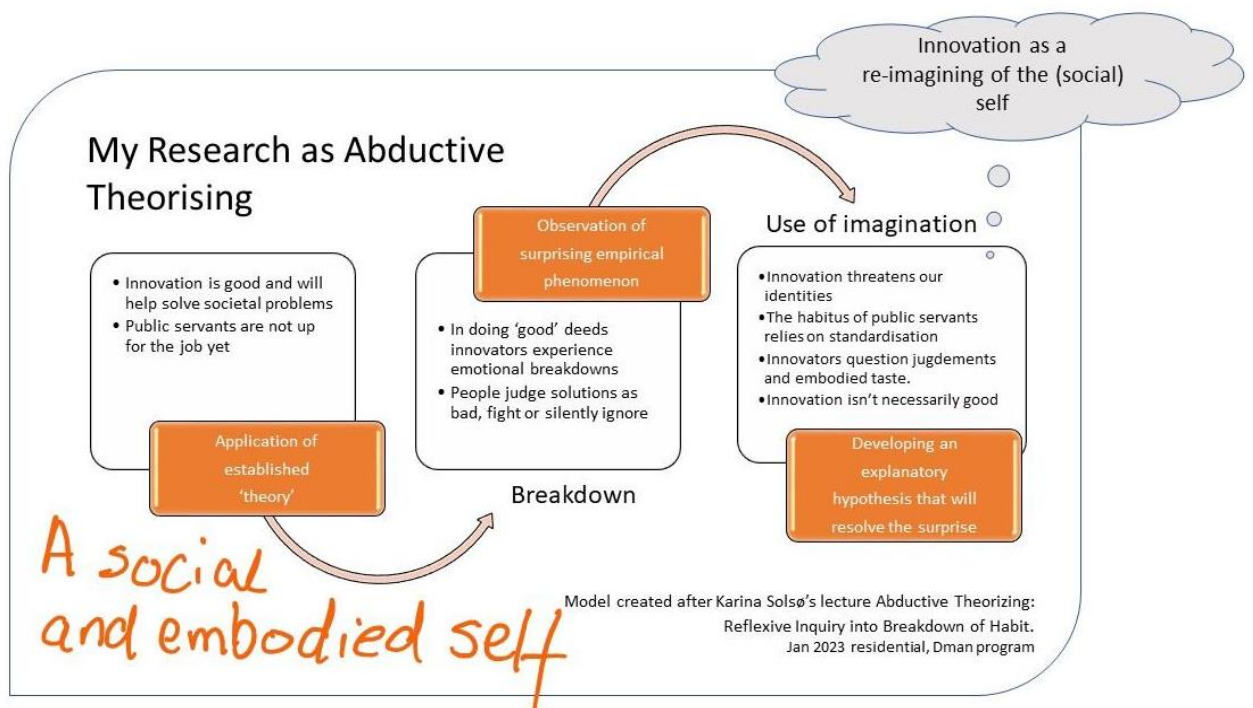 Innovation as a
re-imagining of the (social)
self
My Research as Abductive
Theorising
• Innovation is good and will
help solve societal problems
• Public servants are not up
for the job yet
Application of
established
‘theory’
Observation of
surprising empirical
phenomenon
• In doing ‘good’ deeds
innovators experience
emotional breakdowns
• People judge solutions as
bad, fight or silently ignore
Breakdown
Use of imagination
•Innovation threatens our
identities
•The habitus of public servants
relies on standardisation
•Innovators question jugdements
and embodied taste.
•Innovation isn’t necessarily good
Developing an
explanatory
hypothesis that will
resolve the surprise
A social
and embodied self
Model created after Karina Solsø’s lecture Abductive Theorizing:
Reflexive Inquiry into Breakdown of Habit.
Jan 2023 residential, Dman program